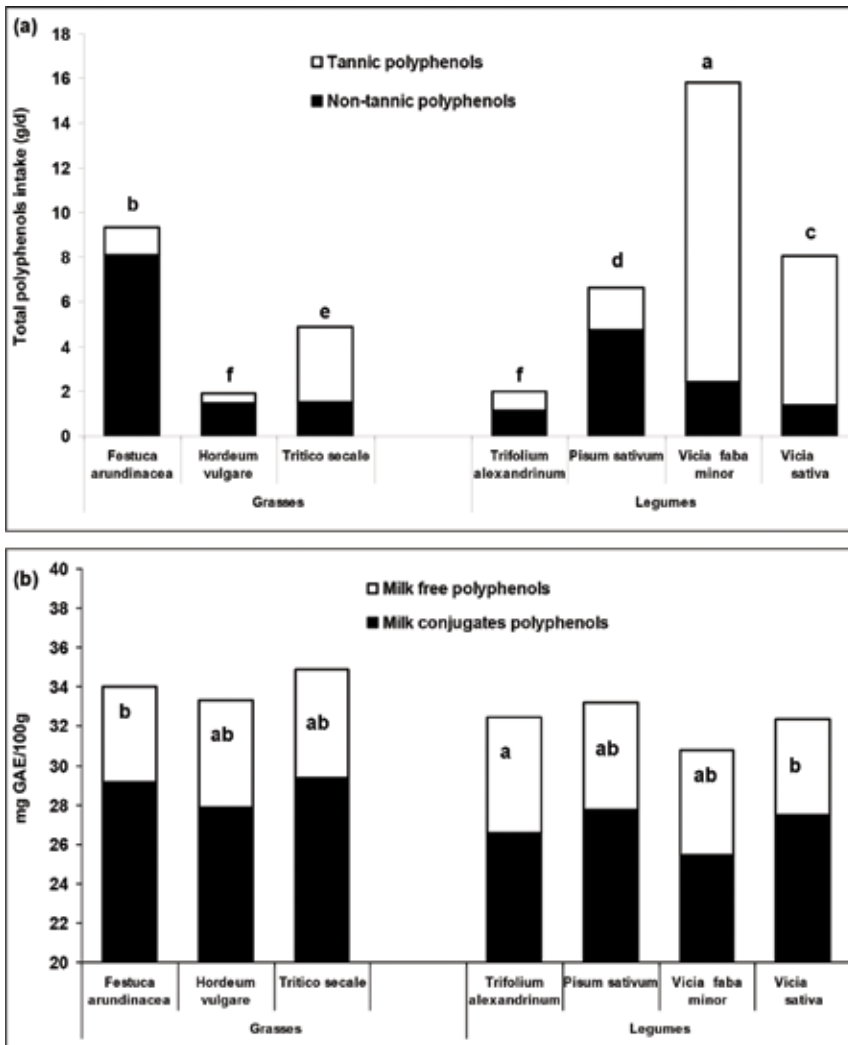 (a)
18
16
14
12
10
8
6
4
2
0
Total polyphenols intake (g/d)
Tannic polyphenols
Non-tannic polyphenols
b
f
e
f
d
a
c
Festuca arundinacea
Hordeum vulgare
Tritico secale
Trifolium alexandrinum
Pisum sativum
Vicia faba minor
Vicia sativa
Grasses
Legumes
(b)
40
38
36
34
32
30
28
26
24
22
20
mg GAE/100g
Milk free polyphenols
Milk conjugates polyphenols
b
ab
ab
a
ab
ab
b
Festuca arundinacea
Hordeum vulgare
Tritico secale
Trifolium alexandrinum
Pisum sativum
Vicia faba minor
Vicia sativa
Grasses
Legumes